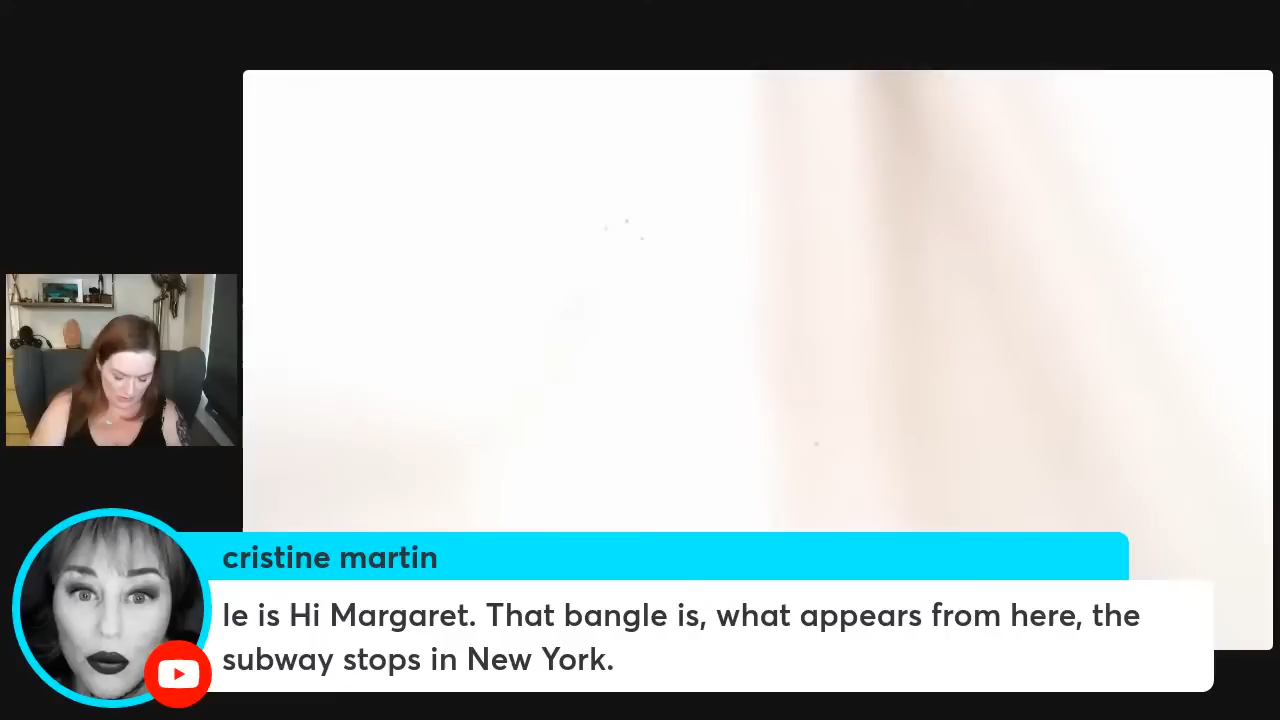 cristine martin
le is Hi Margaret. That bangle is, what appears from here, the
subway stops in New York.